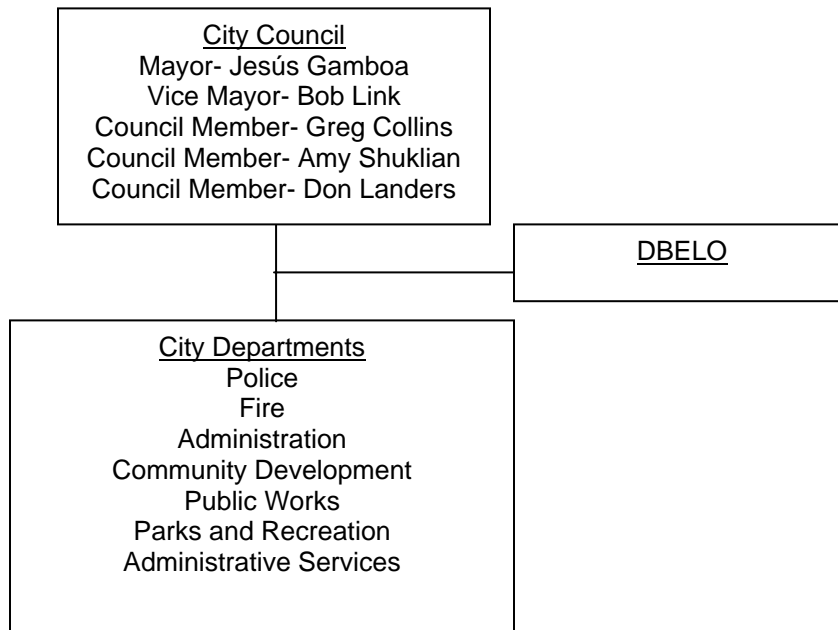 City Council
Mayor- Jesús Gamboa
Vice Mayor- Bob Link
Council Member- Greg Collins
Council Member- Amy Shuklian
Council Member- Don Landers
DBELO
City Departments
Police
Fire
Administration
Community Development
Public Works
Parks and Recreation
Administrative Services